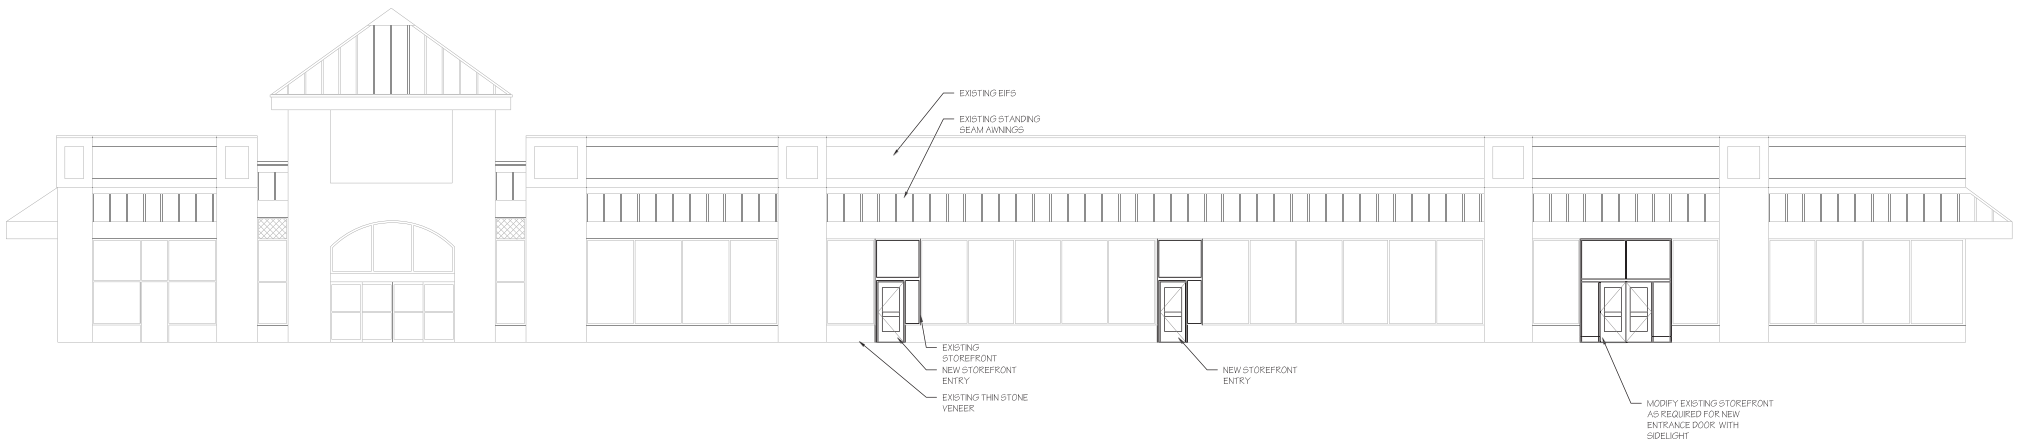 EXISTING EIFS
EXISTING STANDING
SEAM AWNINGS
EXISTING
STOREFRONT
NEW STOREFRONT
ENTRY
EXISTING THIN STONE
VENEER
NEW STOREFRONT
ENTRY
MODIFY EXISTING STOREFRONT
AS REQUIRED FOR NEW
ENTRANCE DOOR WITH
SIDELIGHT